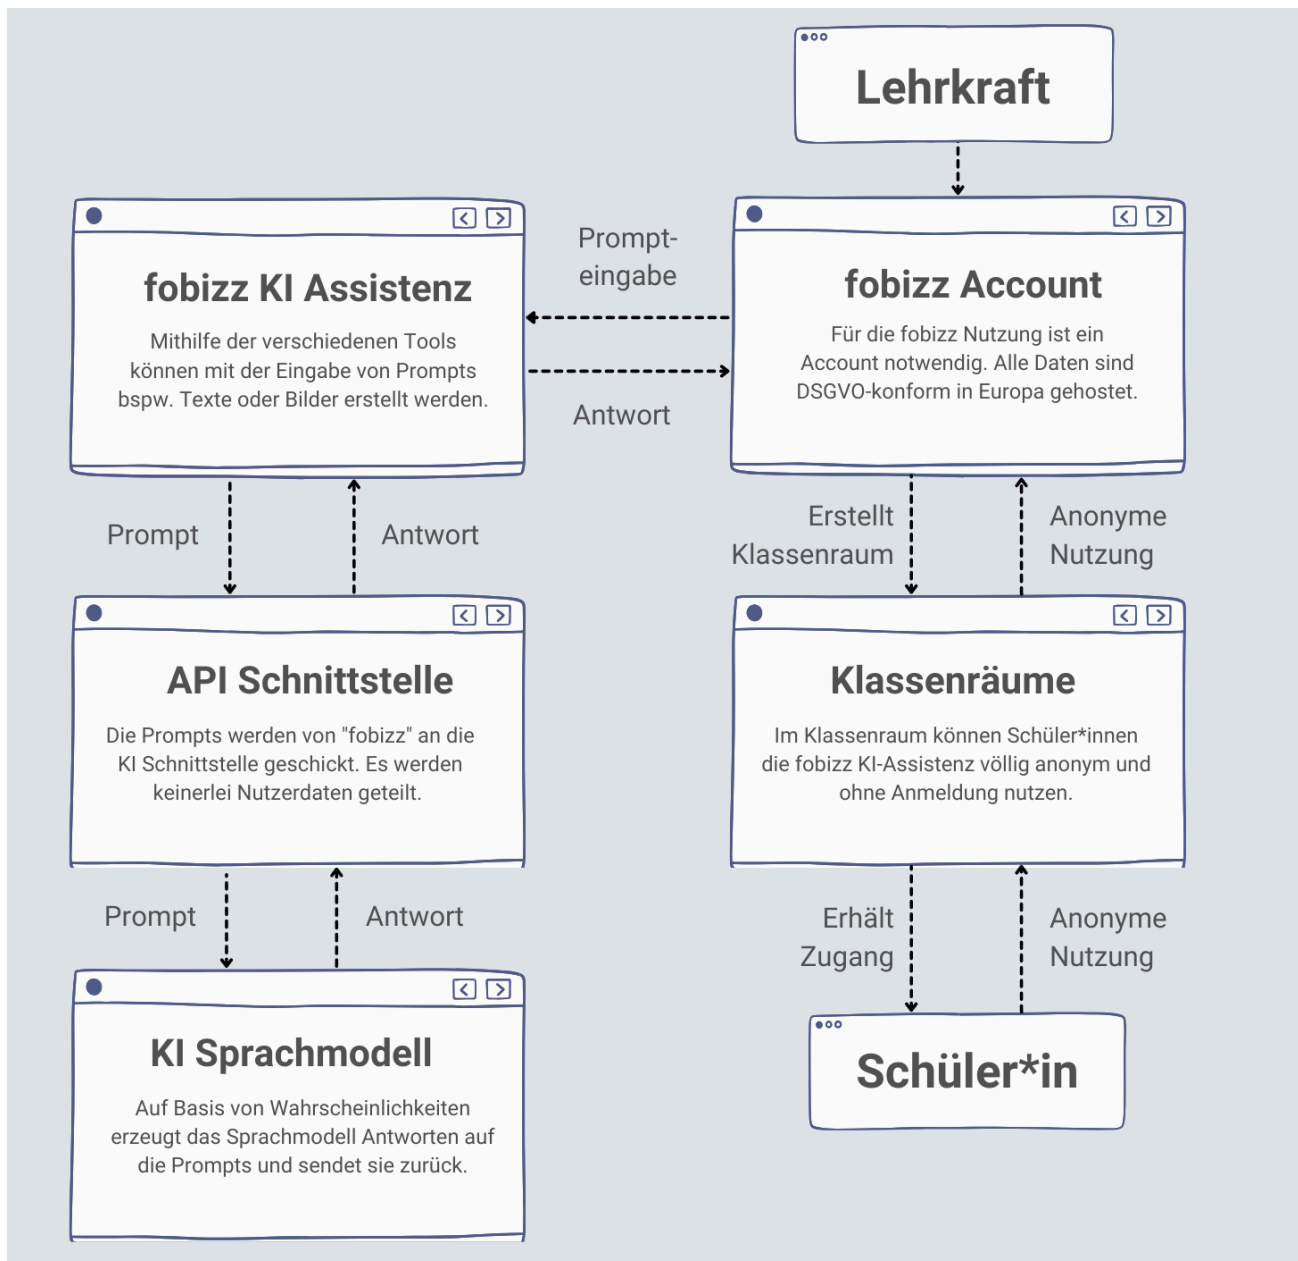 Lehrkraft
fobizz KI Assistenz
Mithilfe der verschiedenen Tools
können mit der Eingabe von Prompts
bspw. Texte oder Bilder erstellt werden.
Prompt-
eingabe
Antwort
fobizz Account
Für die fobizz Nutzung ist ein
Account notwendig. Alle Daten sind
DSGVO-konform in Europa gehostet.
Prompt
Antwort
Erstellt
Klassenraum
Anonyme
Nutzung
API Schnittstelle
Die Prompts werden von "fobizz" an die
KI Schnittstelle geschickt. Es werden
keinerlei Nutzerdaten geteilt.
Klassenräume
Im Klassenraum können Schüler*innen
die fobizz KI-Assistenz völlig anonym und
ohne Anmeldung nutzen.
Prompt
Antwort
Erhält
Zugang
Anonyme
Nutzung
KI Sprachmodell
Auf Basis von Wahrscheinlichkeiten
erzeugt das Sprachmodell Antworten auf
die Prompts und sendet sie zurück.
Schüler*in